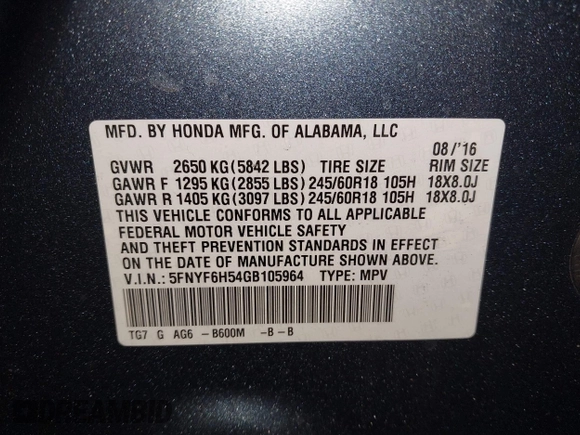 MFD. BY HONDA MFG. OF ALABAMA, LLC
08/'16
GVWR 2650 KG (5842 LBS) TIRE SIZE RIM SIZE
GAWR F 1295 KG (2855 LBS) 245/60R18 105H 18X8.0J
GAWR R 1405 KG (3097 LBS) 245/60R18 105H 18X8.0J
THIS VEHICLE CONFORMS TO ALL APPLICABLE
FEDERAL MOTOR VEHICLE SAFETY
AND THEFT PREVENTION STANDARDS IN EFFECT
ON THE DATE OF MANUFACTURE SHOWN ABOVE.
V.I.N.: 5FNYF6H54GB105964 TYPE: MPV
TG7 G AG6 -B600M -B-B
DREAMBID